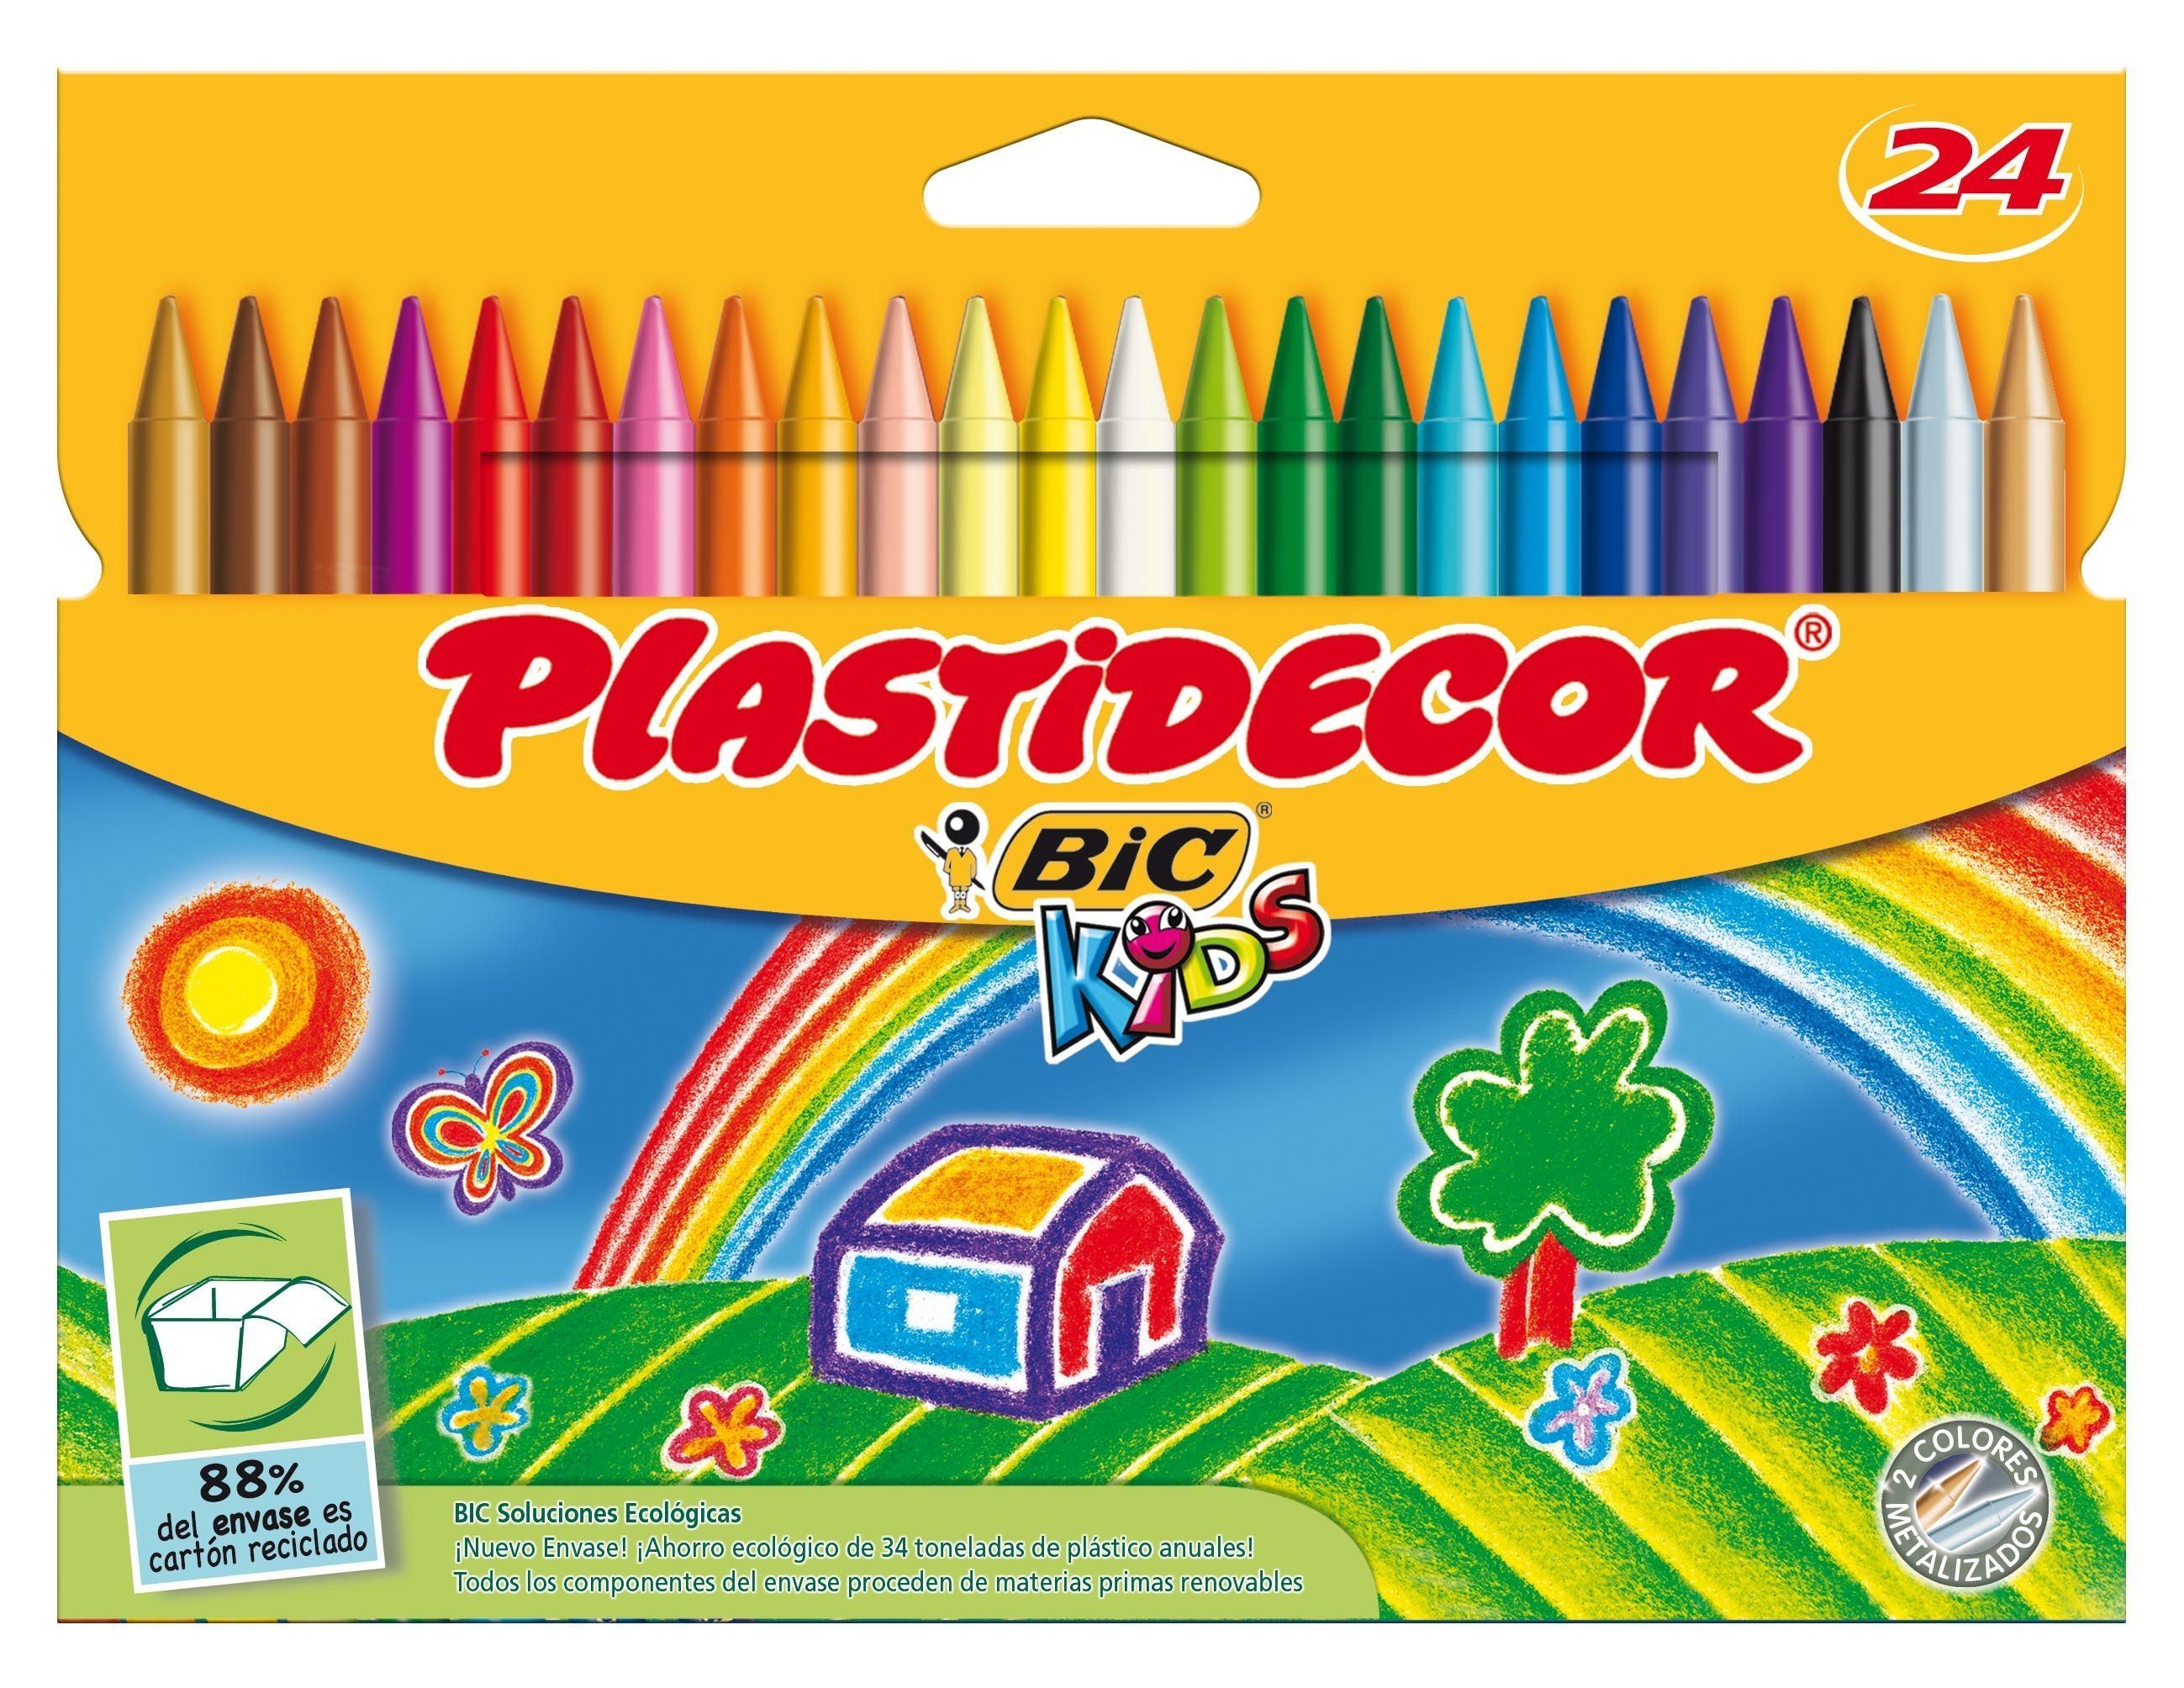 24
PLASTiDECOR®
BiC®
KiDS
88%
del envase es
cartón reciclado
BIC Soluciones Ecológicas
¡Nuevo Envase! ¡Ahorro ecológico de 34 toneladas de plástico anuales!
Todos los componentes del envase proceden de materias primas renovables
2 COLORES
METALIZADOS